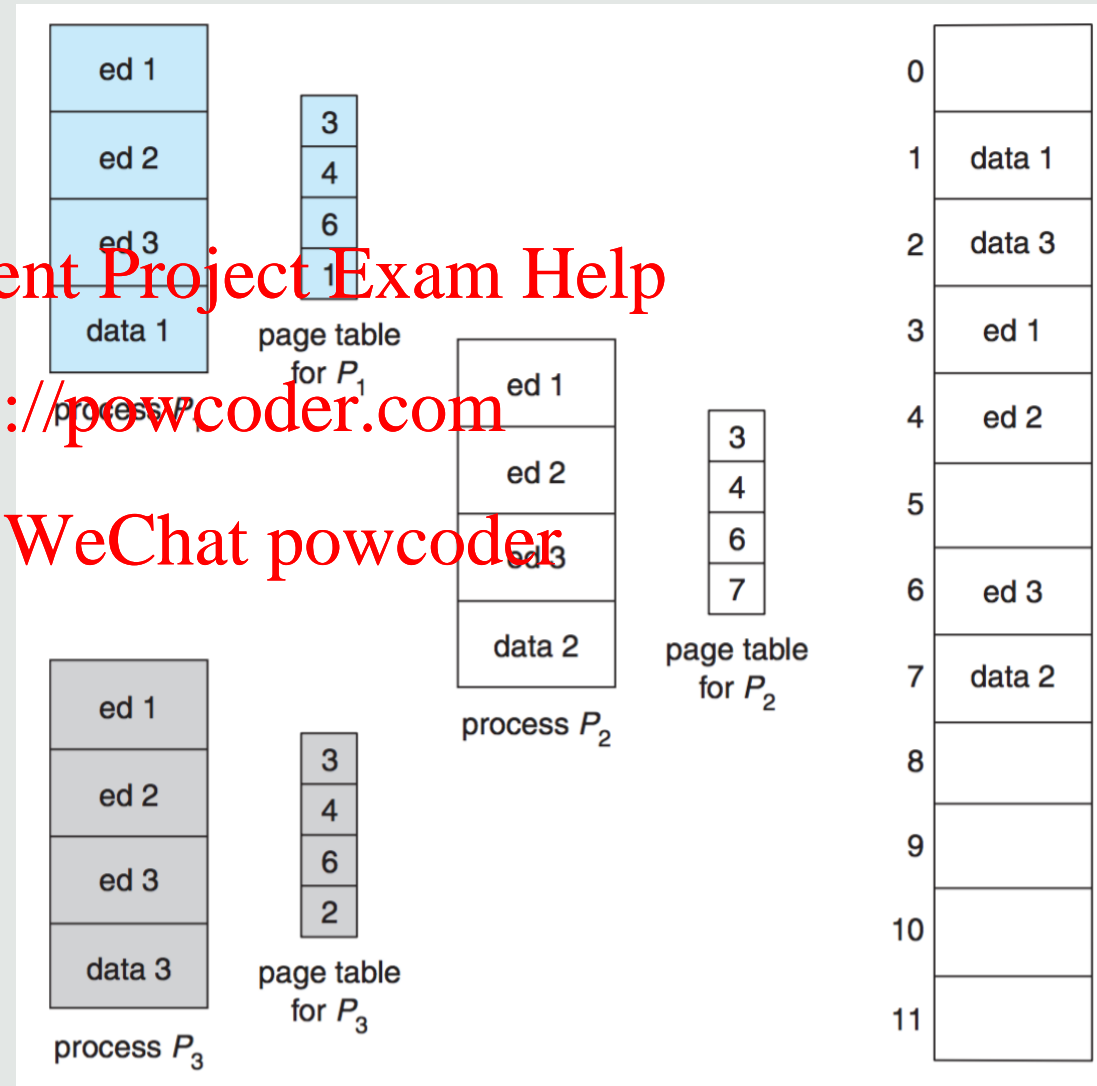 ed 1
ed 2
ed 3
data 1
process P1
3
4
6
1
page table
for P1
ent Project Exam Help
://powcoder.com
WeChat powcoder
ed 1
ed 2
ed 3
data 2
process P2
3
4
6
7
page table
for P2
ed 1
ed 2
ed 3
data 3
process P3
3
4
6
2
page table
for P3
0
1 data 1
2 data 3
3 ed 1
4 ed 2
5
6 ed 3
7 data 2
8
9
10
11